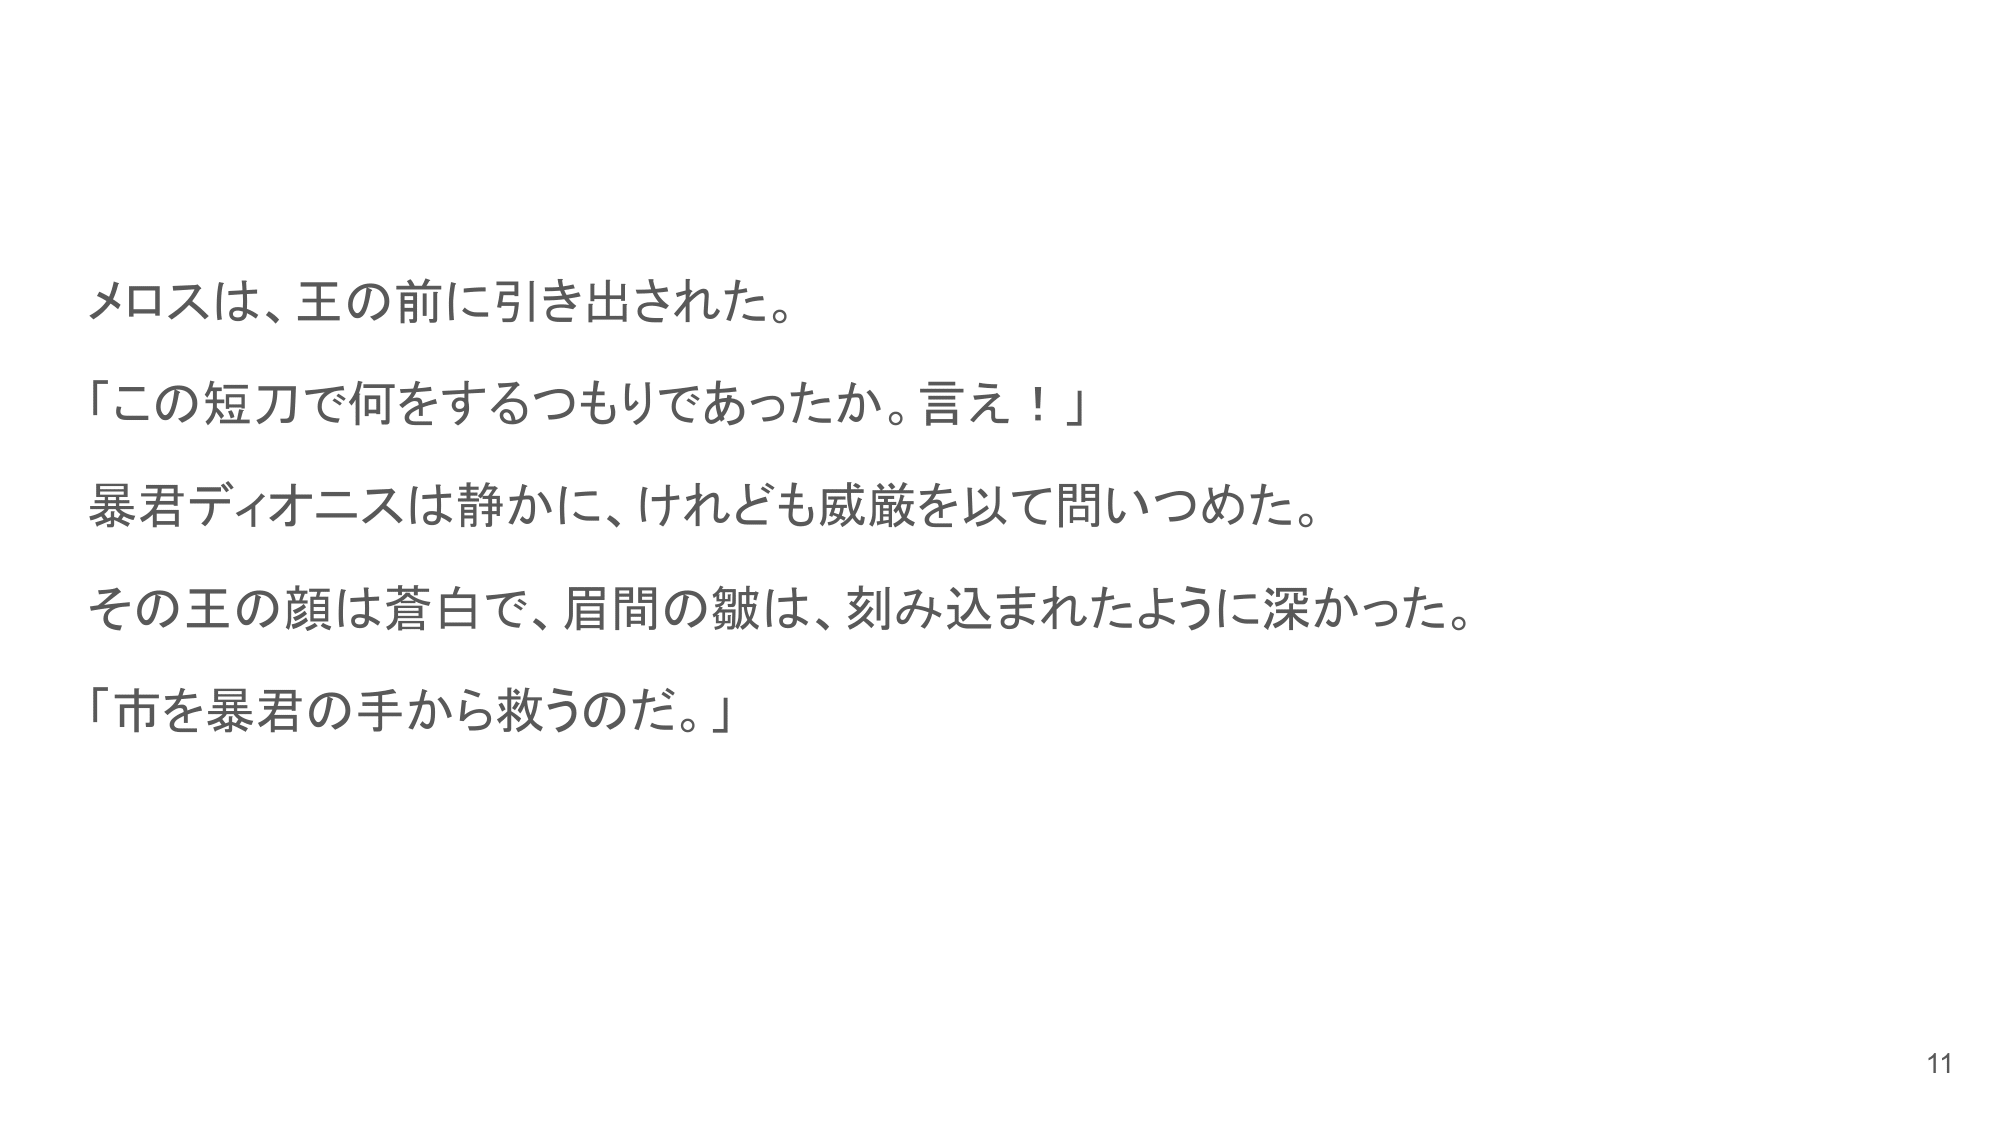 メロスは、王の前に引き出された。
「この短刀で何をするつもりであったか。言え！」
暴君ディオニスは静かに、けれども威厳を以て問いつめた。
その王の顔は蒼白で、眉間の皺は、刻み込まれたように深かった。
「市を暴君の手から救うのだ。」
11